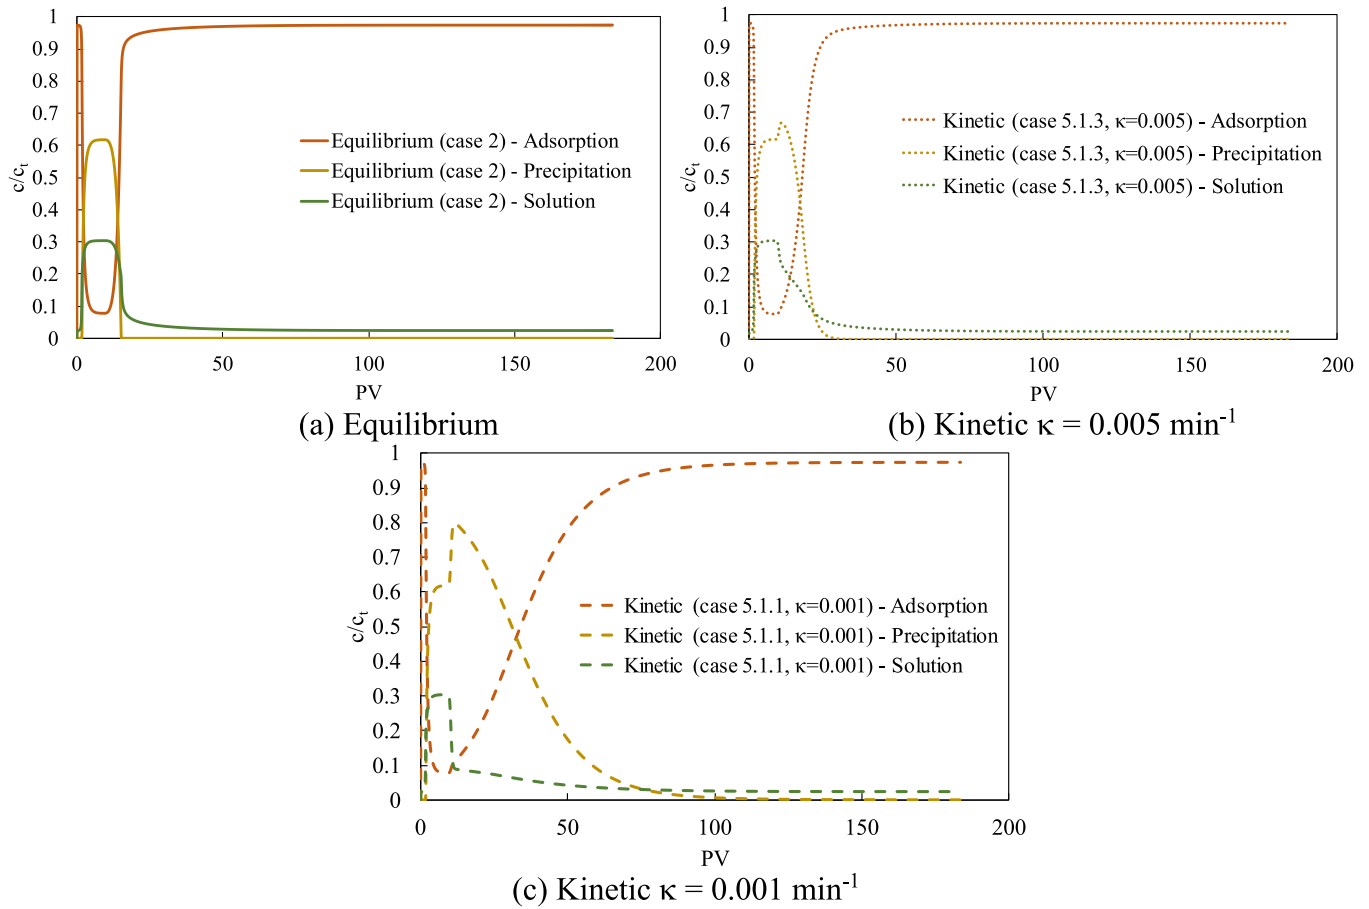 1
0.9
0.8
0.7
0.6
0.5
0.4
0.3
0.2
0.1
0
c/ct
Equilibrium (case 2) - Adsorption
Equilibrium (case 2) - Precipitation
Equilibrium (case 2) - Solution
0 50 100 150 200
PV
(a) Equilibrium
1
0.9
0.8
0.7
0.6
0.5
0.4
0.3
0.2
0.1
0
c/ct
Kinetic (case 5.1.3, κ=0.005) - Adsorption
Kinetic (case 5.1.3, κ=0.005) - Precipitation
Kinetic (case 5.1.3, κ=0.005) - Solution
0 50 100 150 200
PV
(b) Kinetic κ = 0.005 min-1
1
0.9
0.8
0.7
0.6
0.5
0.4
0.3
0.2
0.1
0
c/ct
Kinetic (case 5.1.1, κ=0.001) - Adsorption
Kinetic (case 5.1.1, κ=0.001) - Precipitation
Kinetic (case 5.1.1, κ=0.001) - Solution
0 50 100 150 200
PV
(c) Kinetic κ = 0.001 min-1